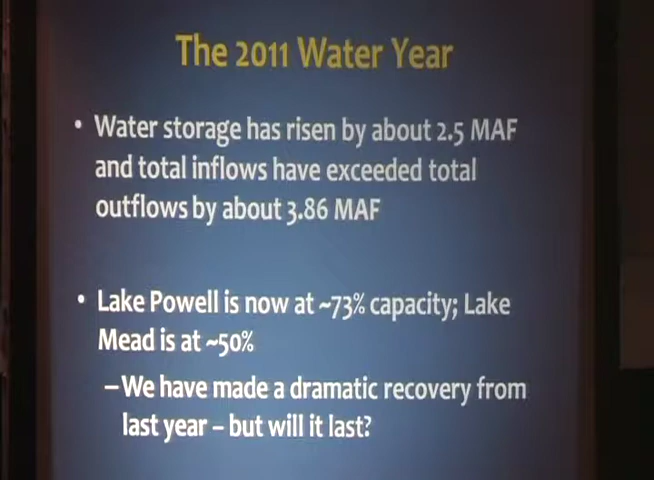 The 2011 Water Year
• Water storage has risen by about 2.5 MAF
and total inflows have exceeded total
outflows by about 3.86 MAF
• Lake Powell is now at ~73% capacity; Lake
Mead is at ~50%
–We have made a dramatic recovery from
last year – but will it last?